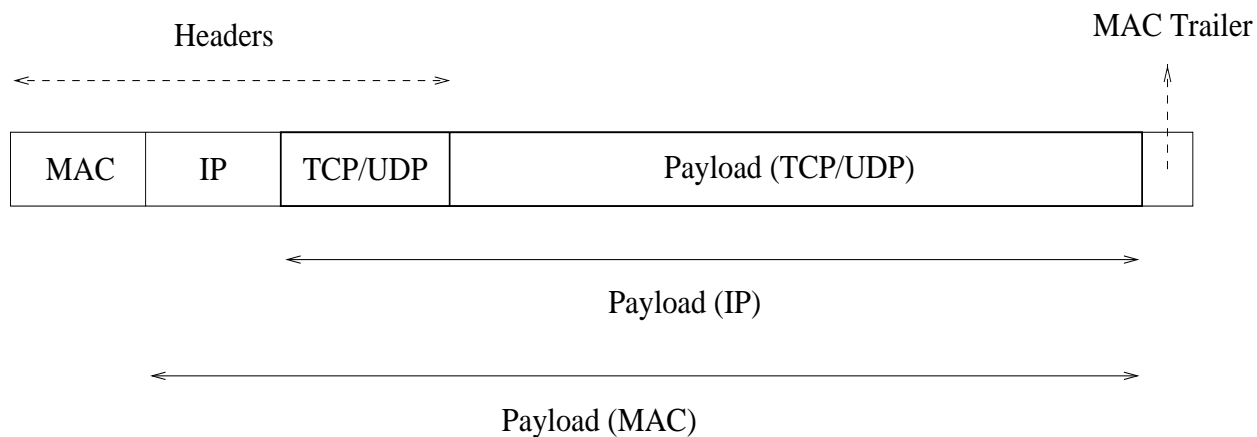 Headers
MAC Trailer
MAC
IP
TCP/UDP
Payload (TCP/UDP)
Payload (IP)
Payload (MAC)